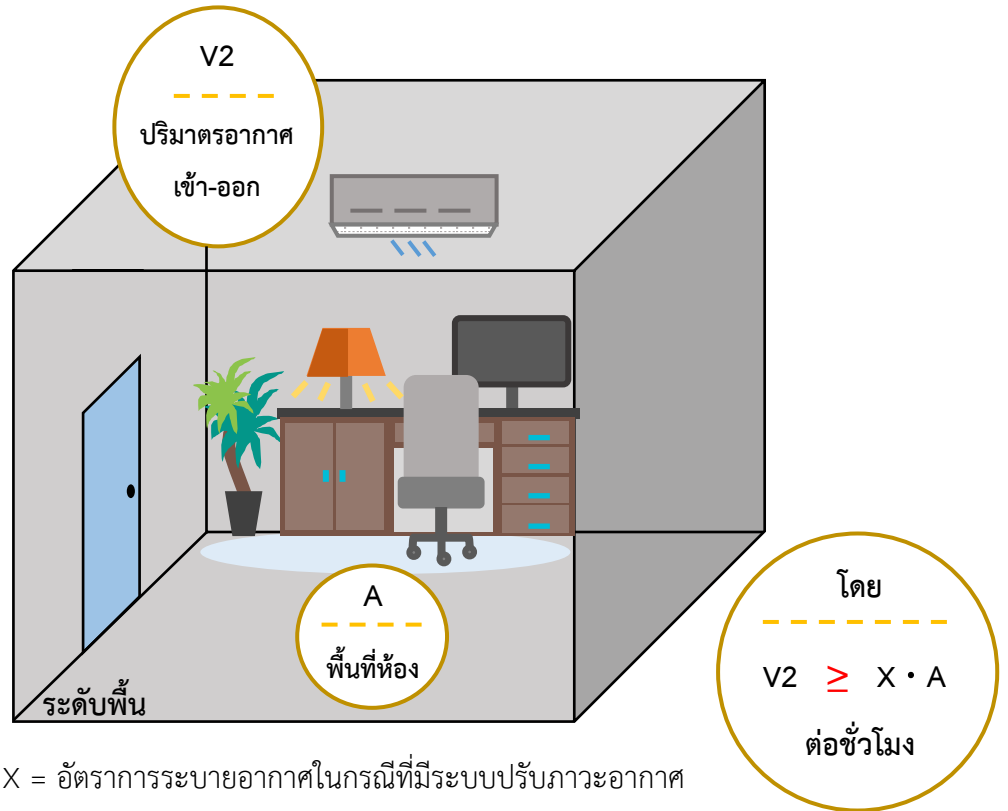 V2
ปริมาตรอากาศ
เข้า-ออก
A
พื้นที่ห้อง
ระดับพื้น
โดย
V2 ≥ X · A
ต่อชั่วโมง
X = อัตราการระบายอากาศในกรณีที่มีระบบปรับภาวะอากาศ